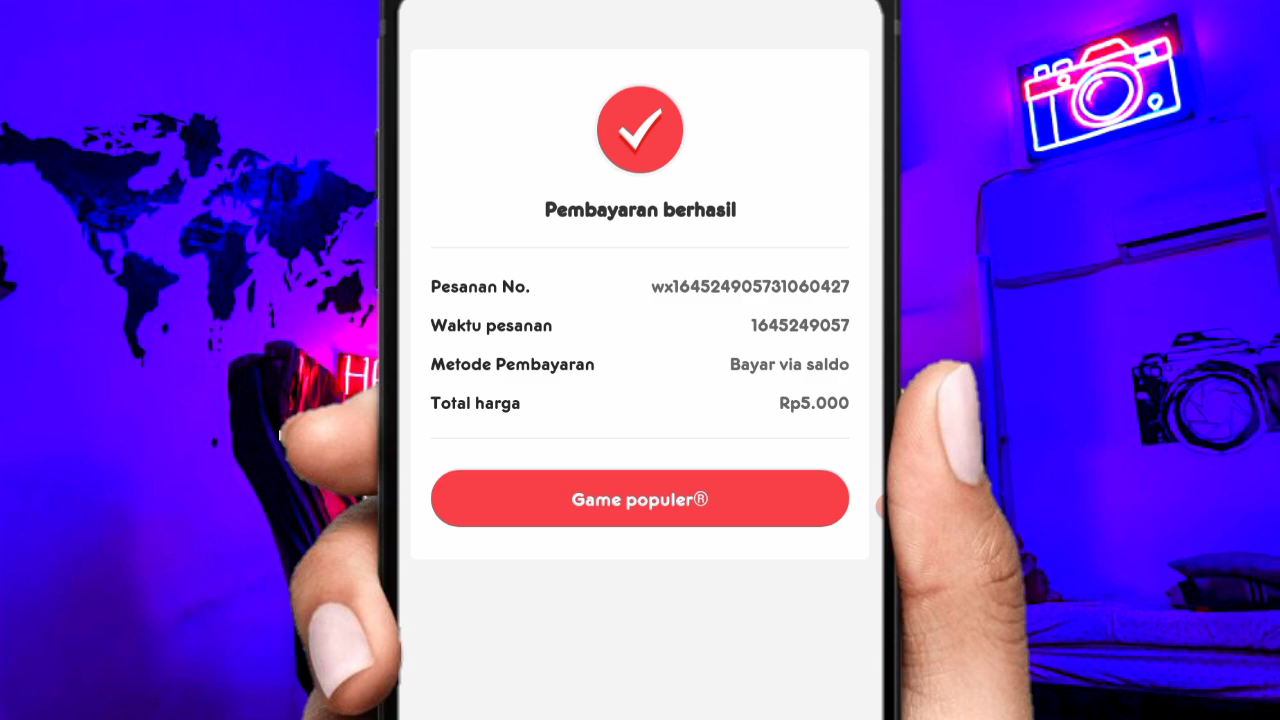 Pembayaran berhasil
Pesanan No. wx164524905731060427
Waktu pesanan 1645249057
Metode Pembayaran Bayar via saldo
Total harga Rp5.000
Game populer®